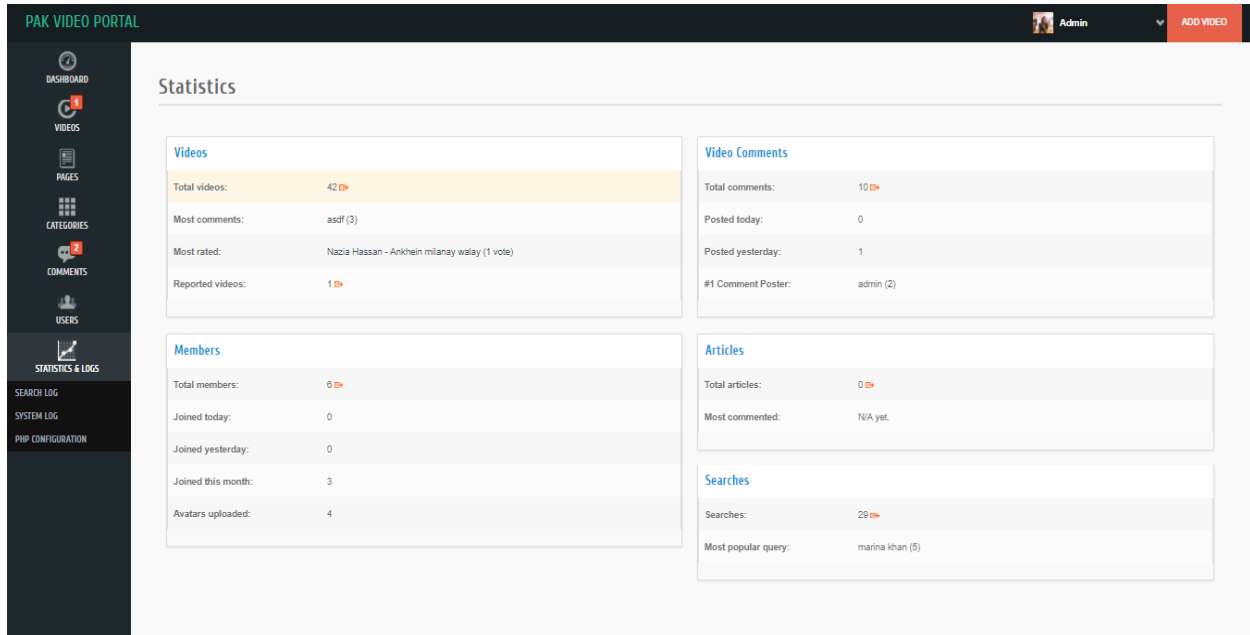 PAK VIDEO PORTAL
Admin
ADD VIDEO
DASHBOARD
1
VIDEOS
PAGES
CATEGORIES
2
COMMENTS
USERS
STATISTICS & LOGS
SEARCH LOG
SYSTEM LOG
PHP CONFIGURATION
Statistics
Videos
Total videos: 42
Most comments: asdf (3)
Most rated: Nazia Hassan - Ankhein milanay walay (1 vote)
Reported videos: 1
Video Comments
Total comments: 10
Posted today: 0
Posted yesterday: 1
#1 Comment Poster: admin (2)
Members
Total members: 6
Joined today: 0
Joined yesterday: 0
Joined this month: 3
Avatars uploaded: 4
Articles
Total articles: 0
Most commented: N/A yet.
Searches
Searches: 29
Most popular query: marina khan (5)